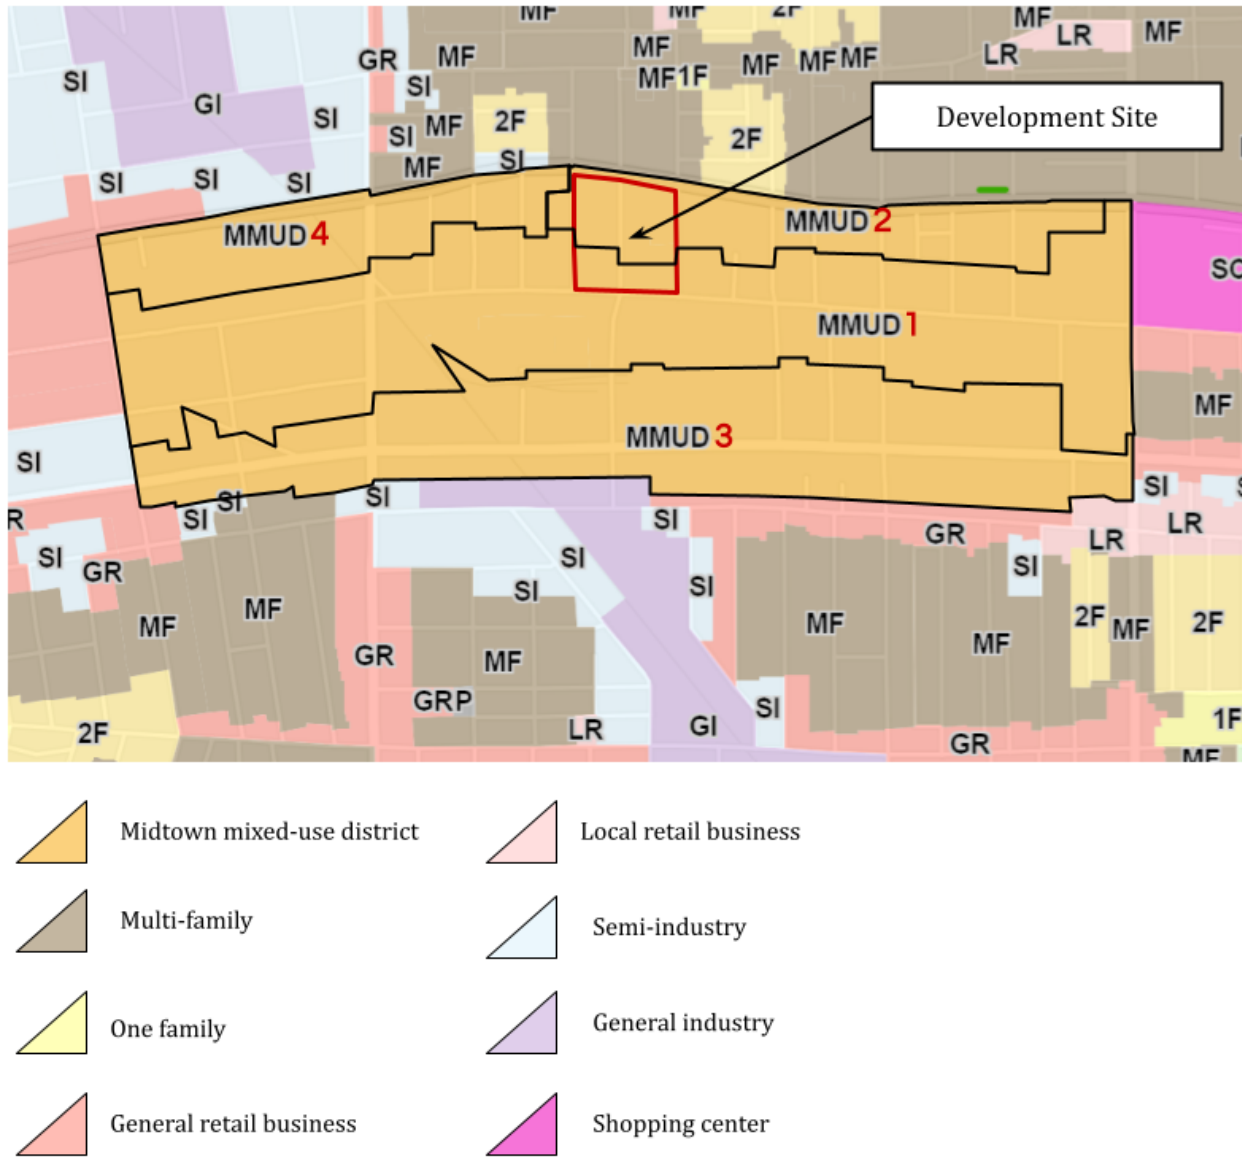 MF MF 2F MF
GR MF MF LR LR MF
SI SI MF 1F MF MF MF
GI SI Development Site
SI MF 2F 2F
MF SI
SI SI SI
MMUD 4 MMUD 2
SC
MMUD 1
MF
MMUD 3
SI
SI SI SI SI
R SI SI GR LR LR
SI GR SI SI
SI SI
MF MF MF MF 2F MF 2F
GR MF
GRP
2F LR GI SI GR 1F
MF
Midtown mixed-use district
Local retail business
Multi-family
Semi-industry
One family
General industry
General retail business
Shopping center